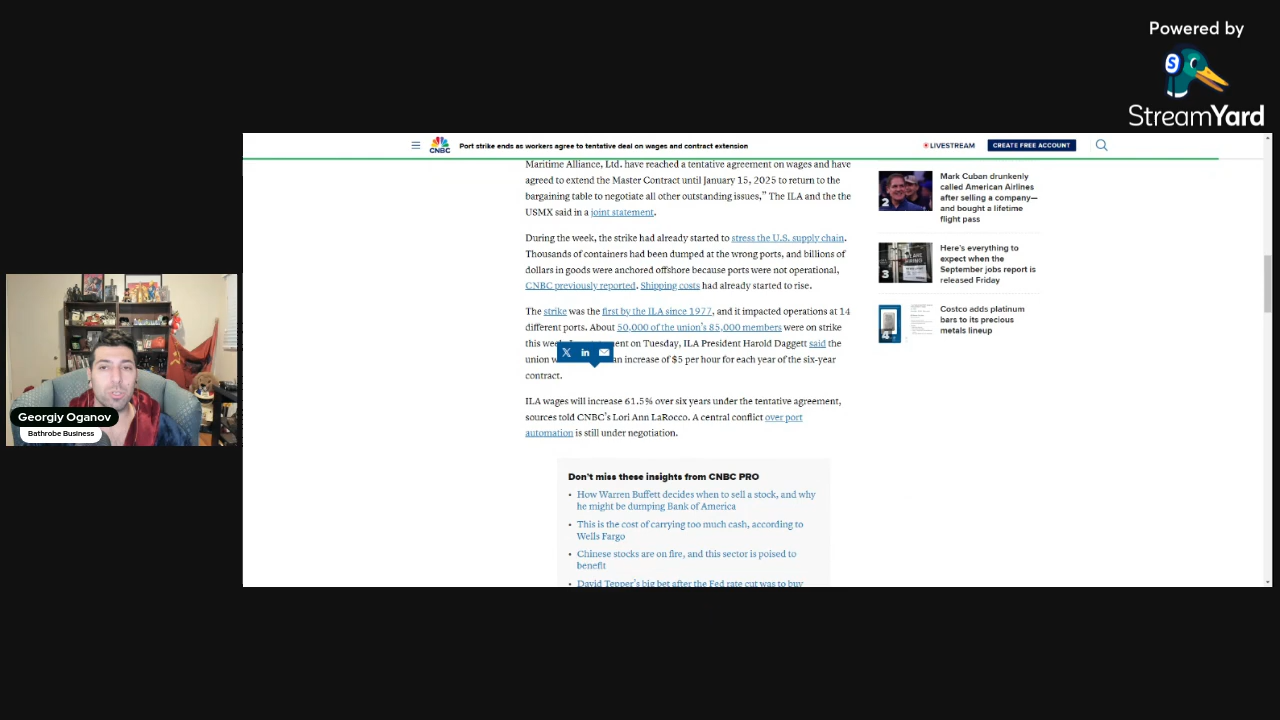 Powered by
S
StreamYard
CNBC
Port strike ends as workers agree to tentative deal on wages and contract extension
LIVESTREAM
CREATE FREE ACCOUNT
Maritime Alliance, Ltd. have reached a tentative agreement on wages and have
agreed to extend the Master Contract until January 15, 2025 to return to the
bargaining table to negotiate all other outstanding issues,” The ILA and the the
USMX said in a joint statement.
During the week, the strike had already started to stress the U.S. supply chain.
Thousands of containers had been dumped at the wrong ports, and billions of
dollars in goods were anchored offshore because ports were not operational,
CNBC previously reported. Shipping costs had already started to rise.
The strike was the first by the ILA since 1977, and it impacted operations at 14
different ports. About 50,000 of the union's 85,000 members were on strike
this on Tuesday, ILA President Harold Daggett said the
union an increase of $5 per hour for each year of the six-year
contract.
ILA wages will increase 61.5% over six years under the tentative agreement,
sources told CNBC's Lori Ann LaRocco. A central conflict over port
automation is still under negotiation.
Don't miss these insights from CNBC PRO
• How Warren Buffett decides when to sell a stock, and why
he might be dumping Bank of America
• This is the cost of carrying too much cash, according to
Wells Fargo
• Chinese stocks are on fire, and this sector is poised to
benefit
• David Tepper's big bet after the Fed rate cut was to buy
2
Mark Cuban drunkenly
called American Airlines
after selling a company—
and bought a lifetime
flight pass
3
Here's everything to
expect when the
September jobs report is
released Friday
4
Costco adds platinum
bars to its precious
metals lineup
X in
Georgiy Oganov
Bathrobe Business